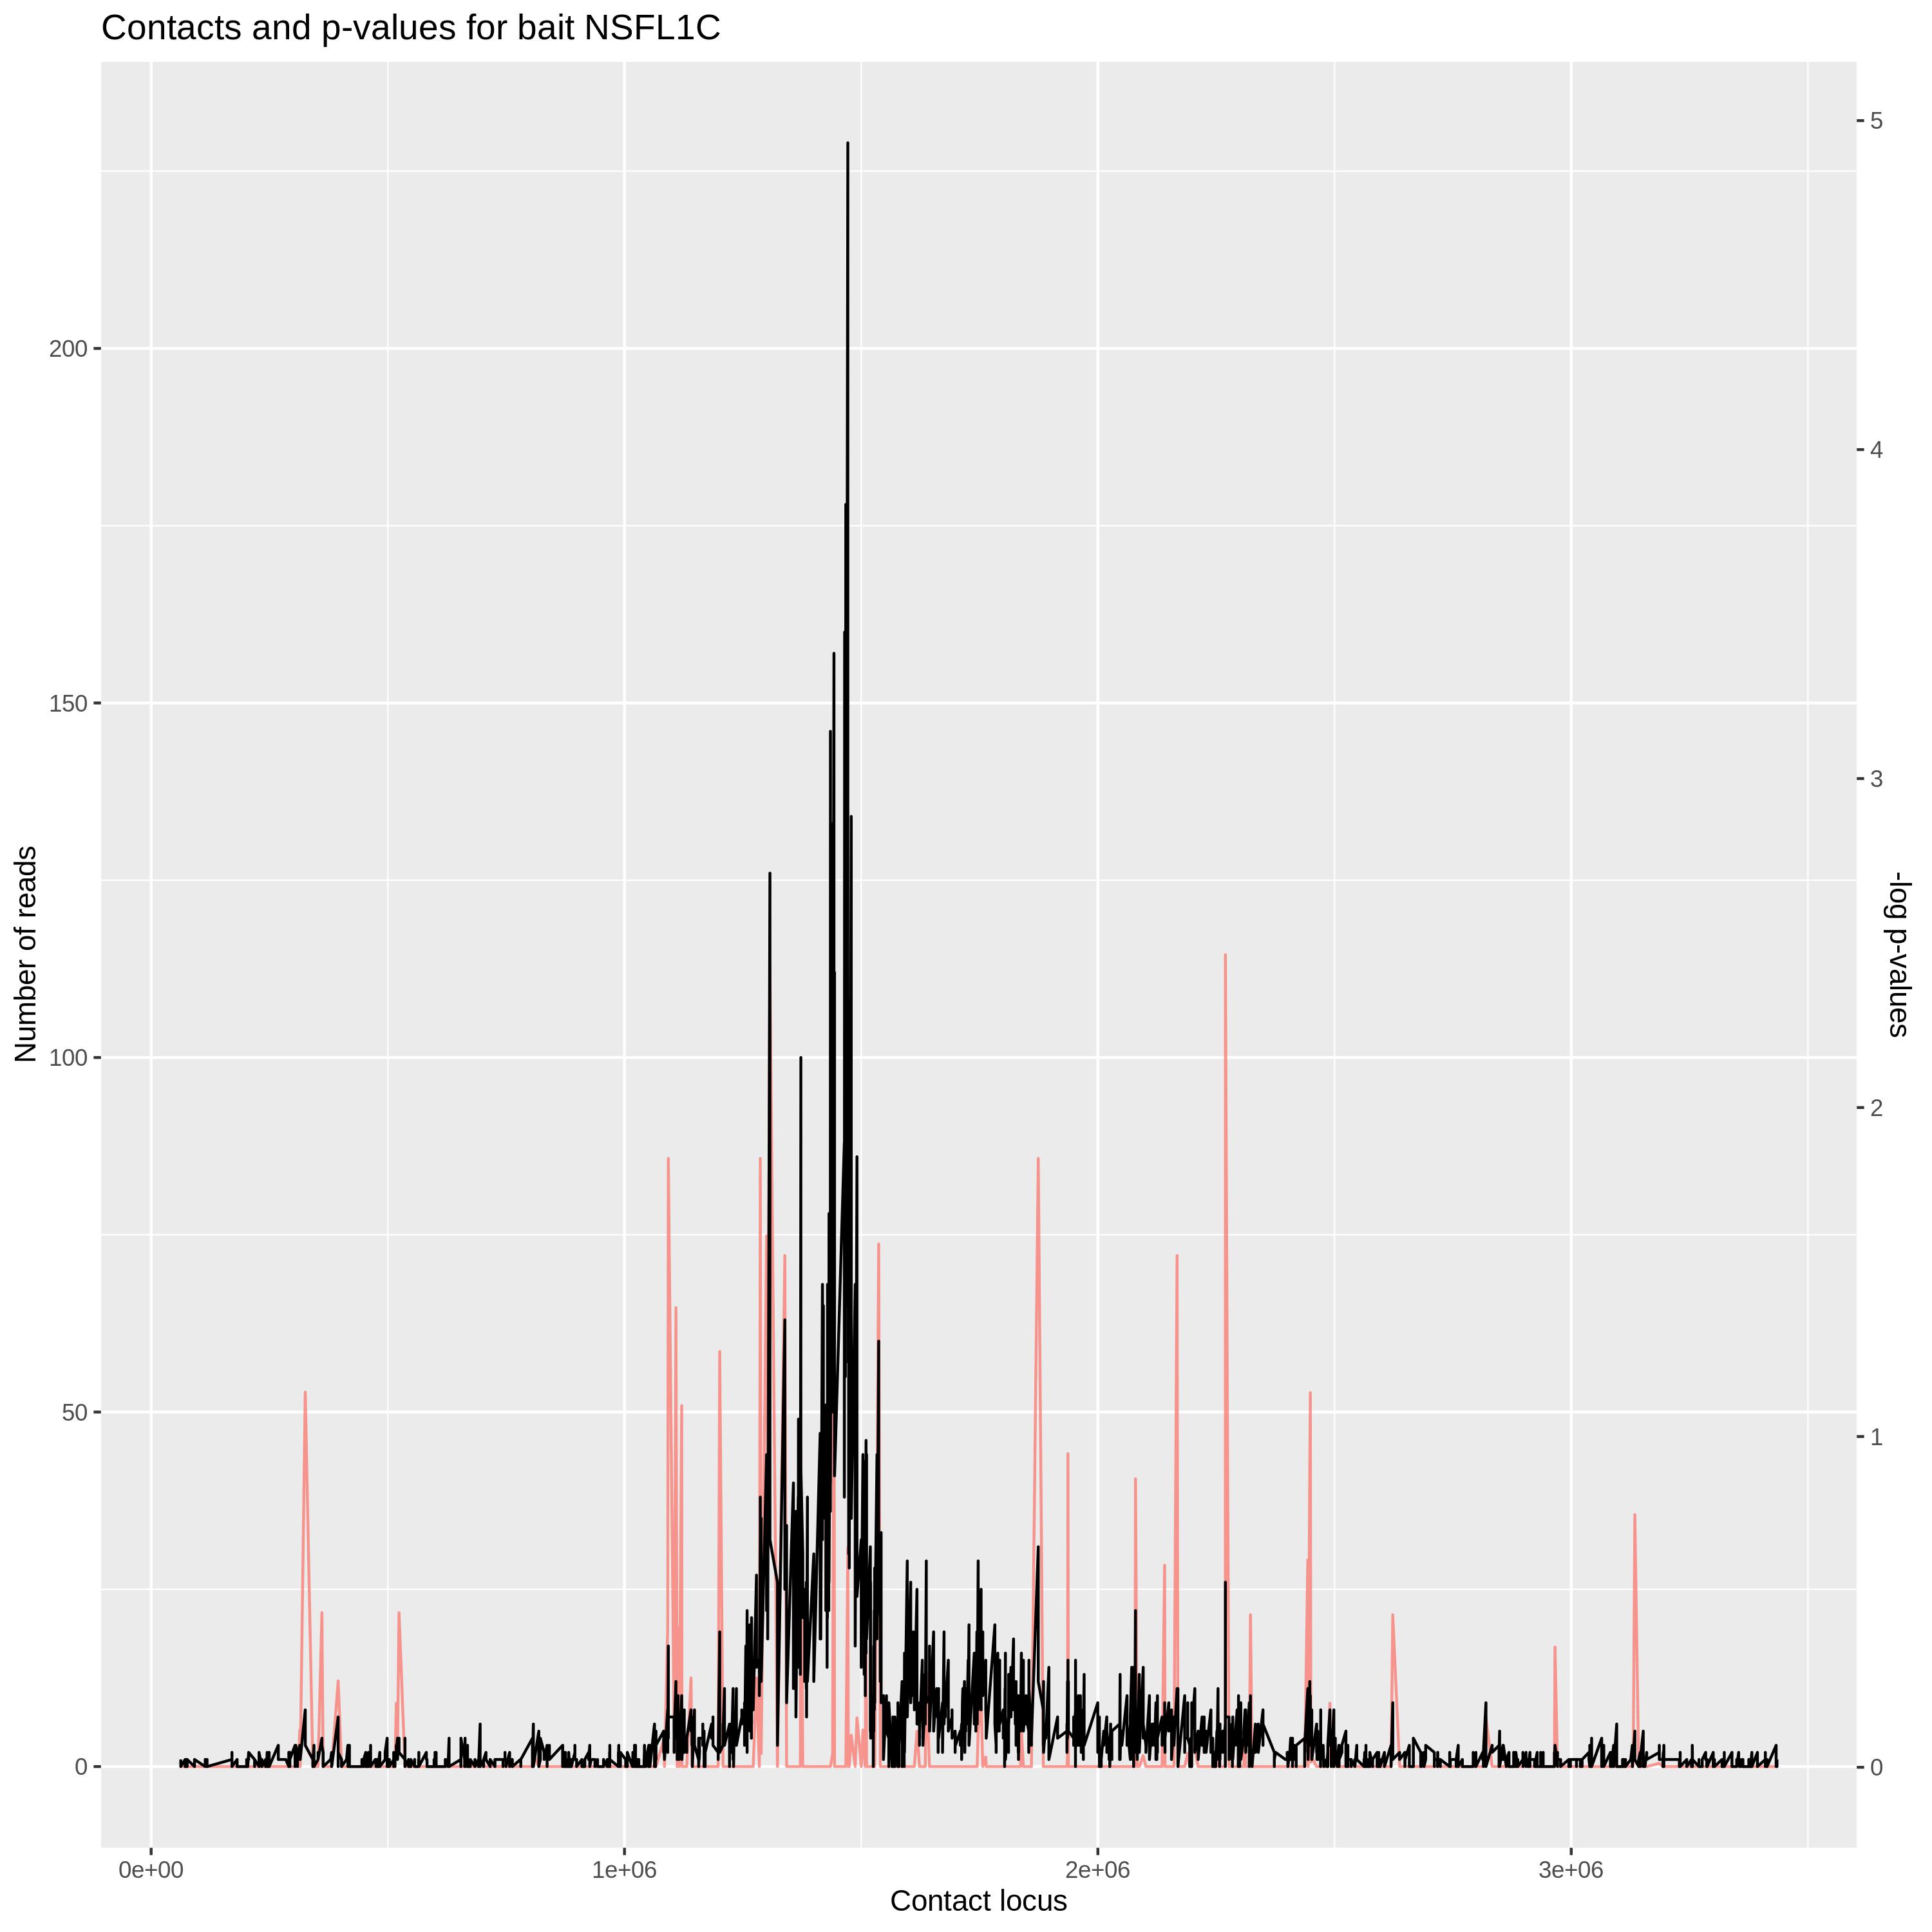 Contacts and p-values for bait NSFL1C
Number of reads
200
150
100
50
0
5
4
3
2
1
0
-log p-values
0e+00 1e+06 2e+06 3e+06
Contact locus